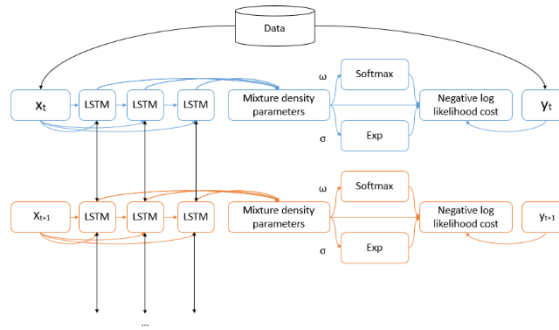 Data
ω
Softmax
Xt
LSTM
LSTM
LSTM
Mixture density
parameters
Negative log
likelihood cost
yt
σ
Exp
ω
Softmax
Xt+1
LSTM
LSTM
LSTM
Mixture density
parameters
Negative log
likelihood cost
yt+1
σ
Exp
...